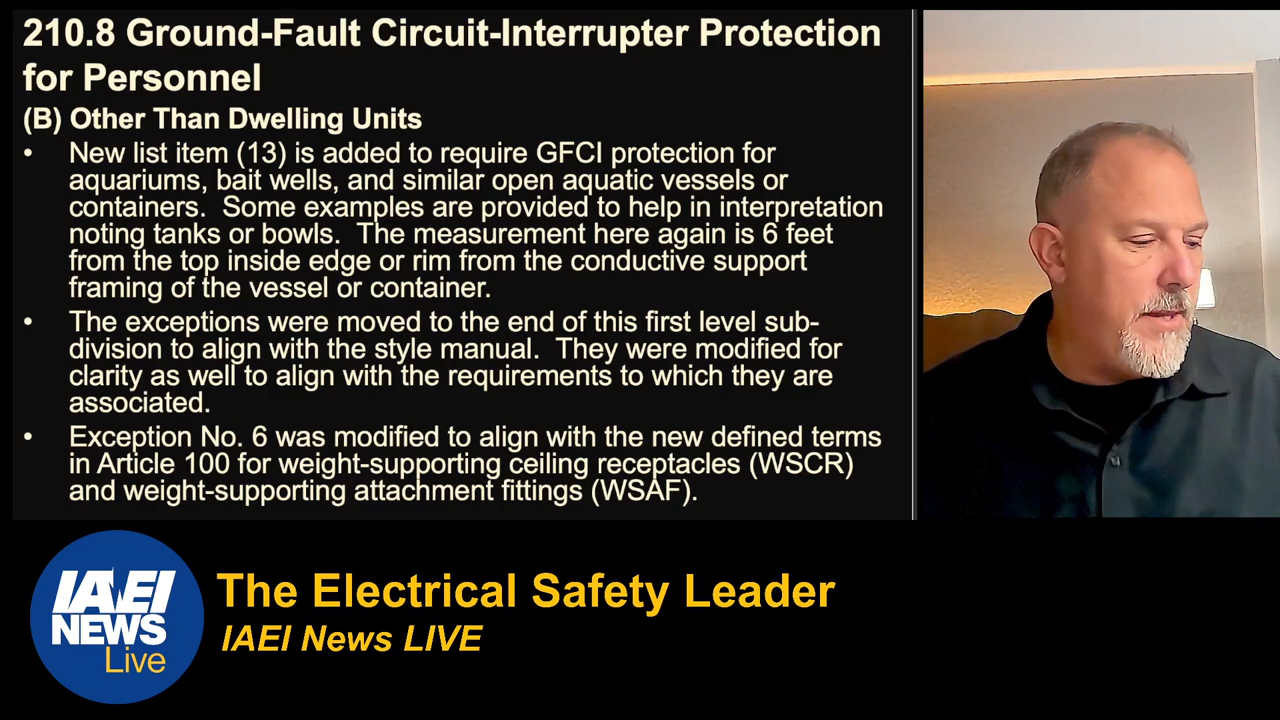 210.8 Ground-Fault Circuit-Interrupter Protection
for Personnel
(B) Other Than Dwelling Units
• New list item (13) is added to require GFCI protection for
aquariums, bait wells, and similar open aquatic vessels or
containers. Some examples are provided to help in interpretation
noting tanks or bowls. The measurement here again is 6 feet
from the top inside edge or rim from the conductive support
framing of the vessel or container.
• The exceptions were moved to the end of this first level sub-
division to align with the style manual. They were modified for
clarity as well to align with the requirements to which they are
associated.
• Exception No. 6 was modified to align with the new defined terms
in Article 100 for weight-supporting ceiling receptacles (WSCR)
and weight-supporting attachment fittings (WSAF).
IAEI
NEWS
Live
The Electrical Safety Leader
IAEI News LIVE